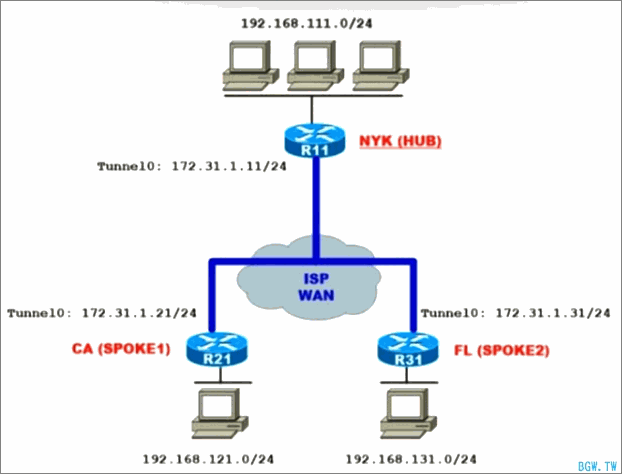 192.168.111.0/24
R11
NYK (HUB)
Tunnel0: 172.31.1.11/24
ISP
WAN
Tunnel0: 172.31.1.21/24
Tunnel0: 172.31.1.31/24
CA (SPOKE1)
R21
R31
FL (SPOKE2)
192.168.121.0/24
192.168.131.0/24
BGW.TW